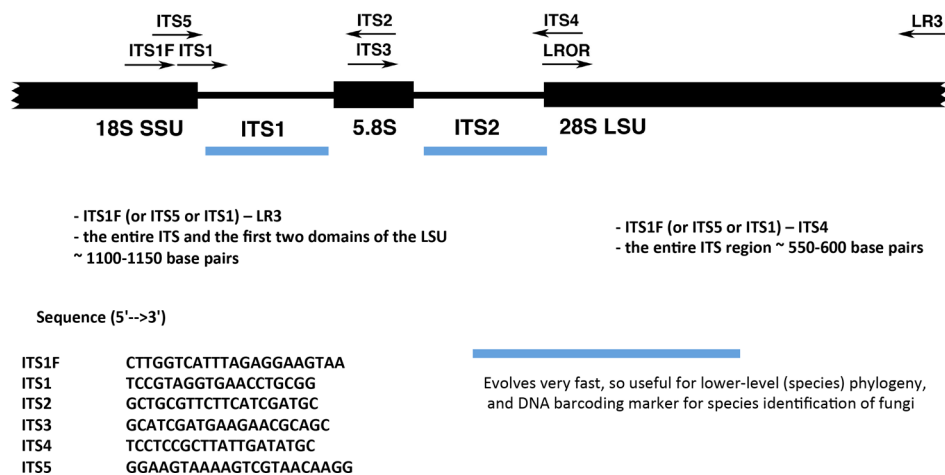 ITS5 ITS2 ITS4 LR3
ITS1F ITS1 ITS3 LROR
18S SSU ITS1 5.8S ITS2 28S LSU
- ITS1F (or ITS5 or ITS1) – LR3
- the entire ITS and the first two domains of the LSU
~ 1100-1150 base pairs
- ITS1F (or ITS5 or ITS1) – ITS4
- the entire ITS region ~ 550-600 base pairs
Sequence (5'-->3')
ITS1F CTTGGTCATTTAGAGGAAGTAA
ITS1 TCCGTAGGTGAACCTGCGG
ITS2 GCTGCGTTCTTCATCGATGC
ITS3 GCATCGATGAAGAACGCAGC
ITS4 TCCTCCGCTTATTGATATGC
ITS5 GGAAGTAAAAGTCGTAACAAGG
Evolves very fast, so useful for lower-level (species) phylogeny,
and DNA barcoding marker for species identification of fungi